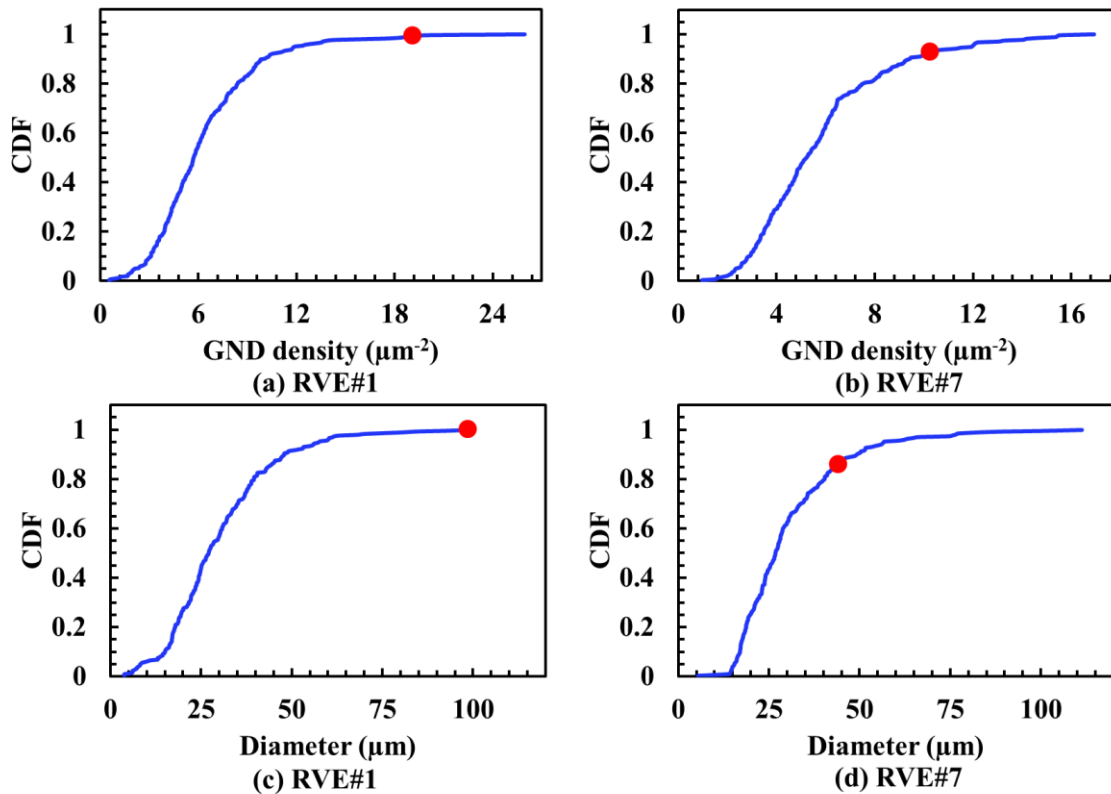 1
0.8
0.6
0.4
0.2
0
CDF
0 6 12 18 24
GND density (µm⁻²)
(a) RVE#1
1
0.8
0.6
0.4
0.2
0
CDF
0 4 8 12 16
GND density (µm⁻²)
(b) RVE#7
1
0.8
0.6
0.4
0.2
0
CDF
0 25 50 75 100
Diameter (µm)
(c) RVE#1
1
0.8
0.6
0.4
0.2
0
CDF
0 25 50 75 100
Diameter (µm)
(d) RVE#7